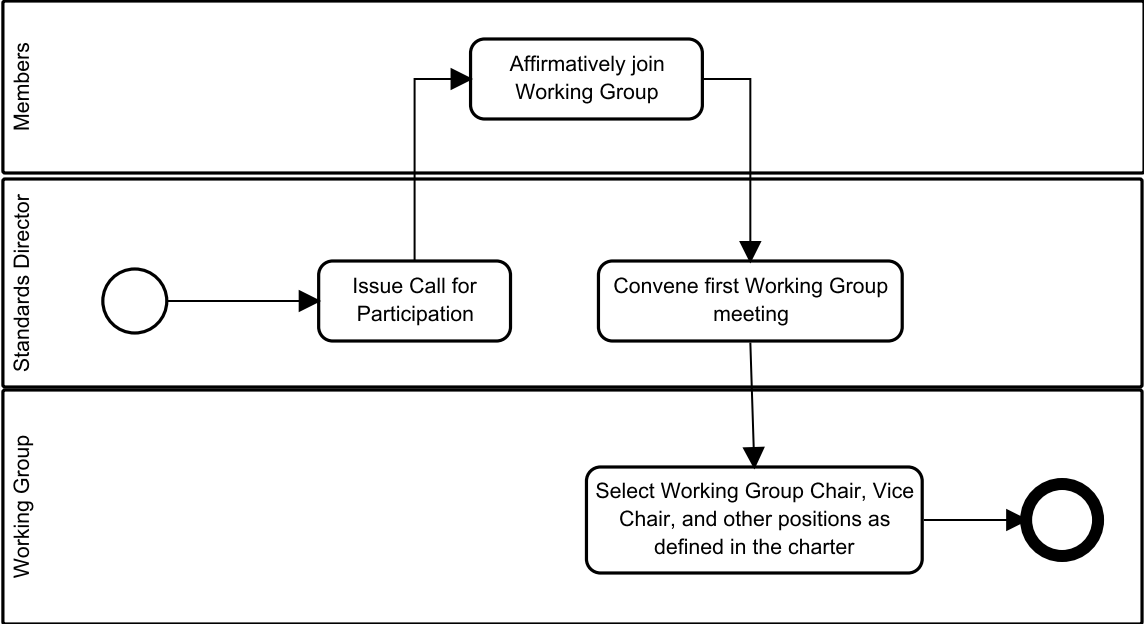 Members
Affirmatively join
Working Group
Standards Director
Issue Call for
Participation
Convene first Working Group
meeting
Working Group
Select Working Group Chair, Vice
Chair, and other positions as
defined in the charter